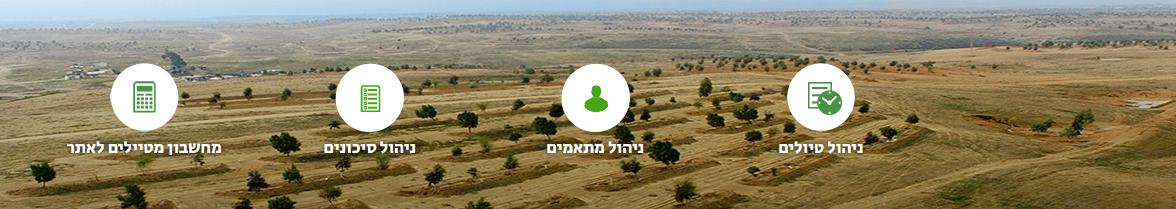 ניהול טיולים
ניהול מתאמים
ניהול סיכונים
מחשבון מטיילים לאתר